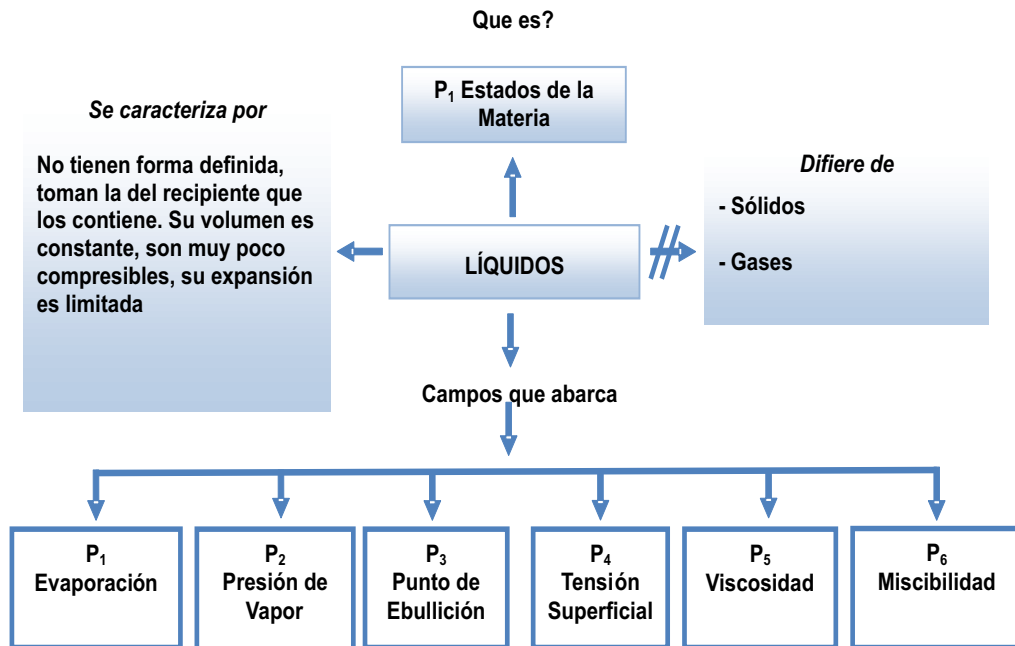 Que es?
P₁ Estados de la
Materia
Se caracteriza por
No tienen forma definida,
toman la del recipiente que
los contiene. Su volumen es
constante, son muy poco
compresibles, su expansión
es limitada
LÍQUIDOS
Difiere de
- Sólidos
- Gases
Campos que abarca
P₁
Evaporación
P₂
Presión de
Vapor
P₃
Punto de
Ebullición
P₄
Tensión
Superficial
P₅
Viscosidad
P₆
Miscibilidad